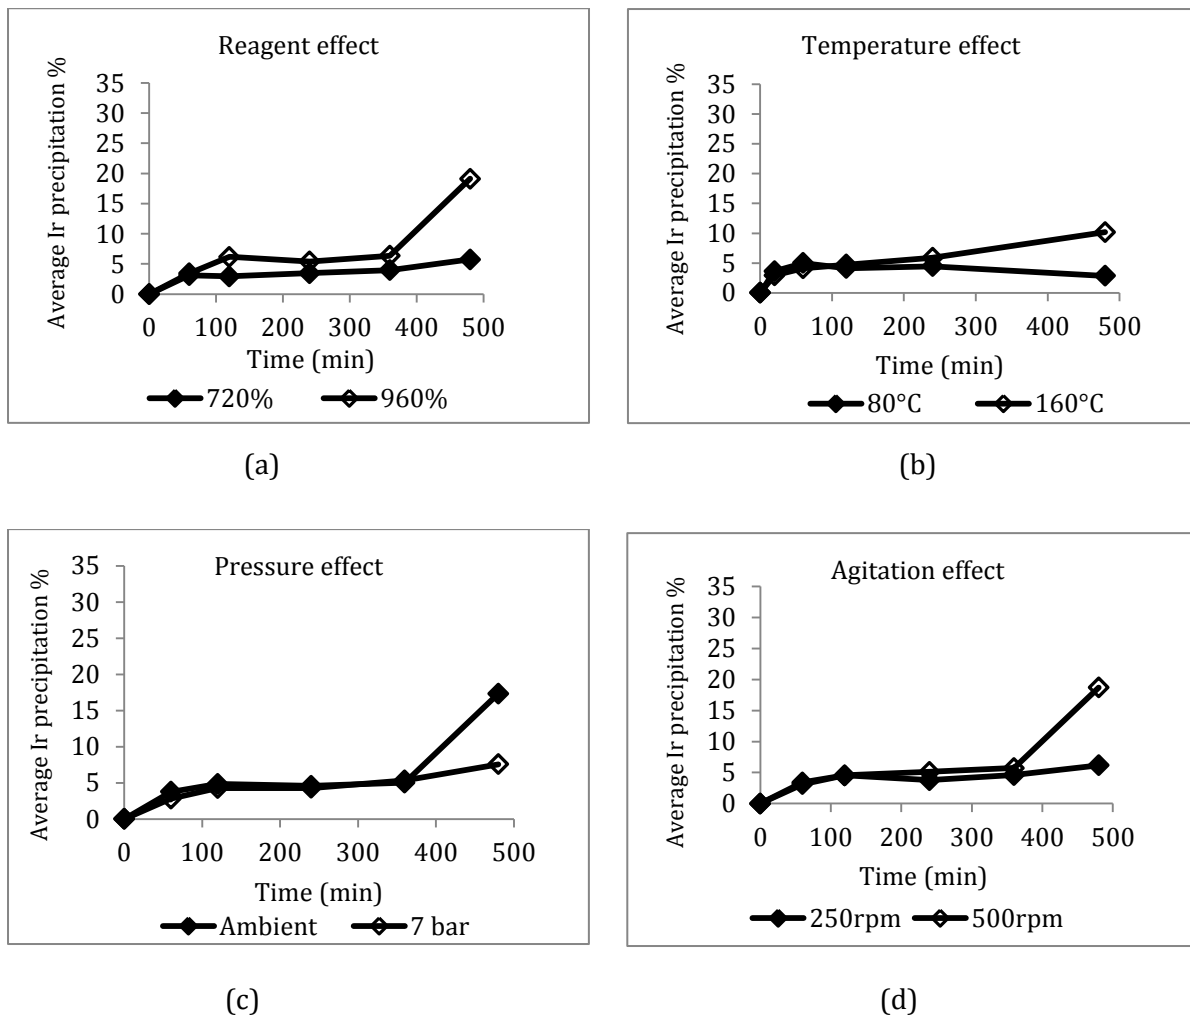 Reagent effect
Average Ir precipitation %
35
30
25
20
15
10
5
0
0 100 200 300 400 500
Time (min)
720% 960%
(a)
Temperature effect
Average Ir precipitation %
35
30
25
20
15
10
5
0
0 100 200 300 400 500
Time (min)
80°C 160°C
(b)
Pressure effect
Average Ir precipitation %
35
30
25
20
15
10
5
0
0 100 200 300 400 500
Time (min)
Ambient 7 bar
(c)
Agitation effect
Average Ir precipitation %
35
30
25
20
15
10
5
0
0 100 200 300 400 500
Time (min)
250rpm 500rpm
(d)